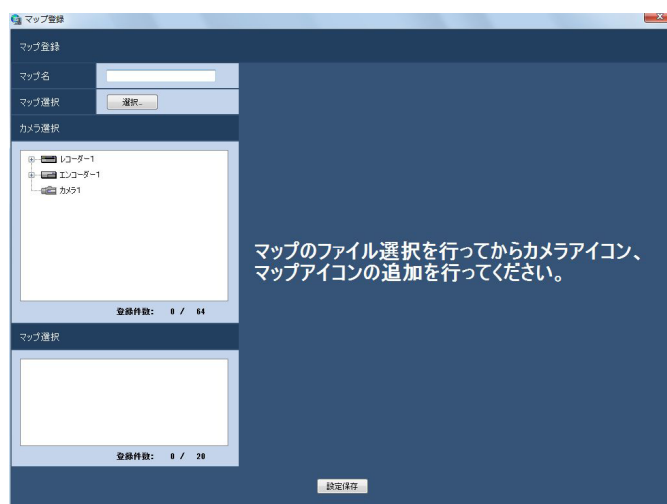 マップ登録
マップ登録
マップ名
マップ選択
選択...
カメラ選択
レコーダー1
エンコーダー1
カメラ1
登録件数: 0 / 64
マップ選択
登録件数: 0 / 20
マップのファイル選択を行ってからカメラアイコン、
マップアイコンの追加を行ってください。
設定保存